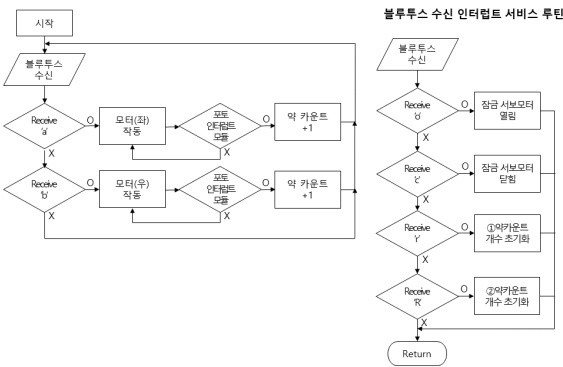 블루투스 수신 인터럽트 서비스 루틴
시작
블루투스
수신
Receive
'a'
O
X
모터(좌)
작동
포토
인터럽트
모듈
O
X
약 카운트
+1
Receive
'b'
O
X
모터(우)
작동
포토
인터럽트
모듈
O
X
약 카운트
+1
블루투스
수신
Receive
'o'
O
X
잠금 서보모터
열림
Receive
'c'
O
X
잠금 서보모터
닫힘
Receive
'r'
O
X
①약카운트
개수 초기화
Receive
'R'
O
X
②약카운트
개수 초기화
Return